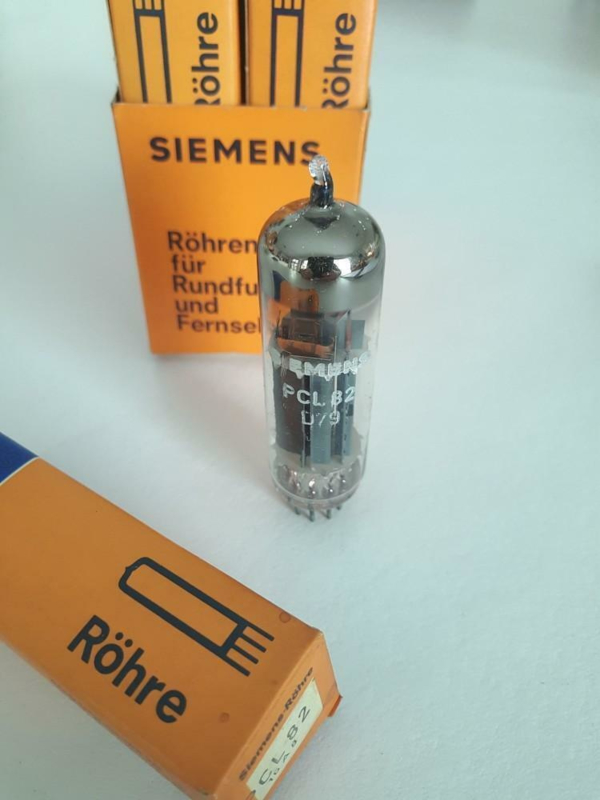 Röhre
Röhre
SIEMENS
Röhren
für
Rundfu
und
Fernse
SIEMENS
PCL 82
Röhre
Siemens-Röhre
CL 82